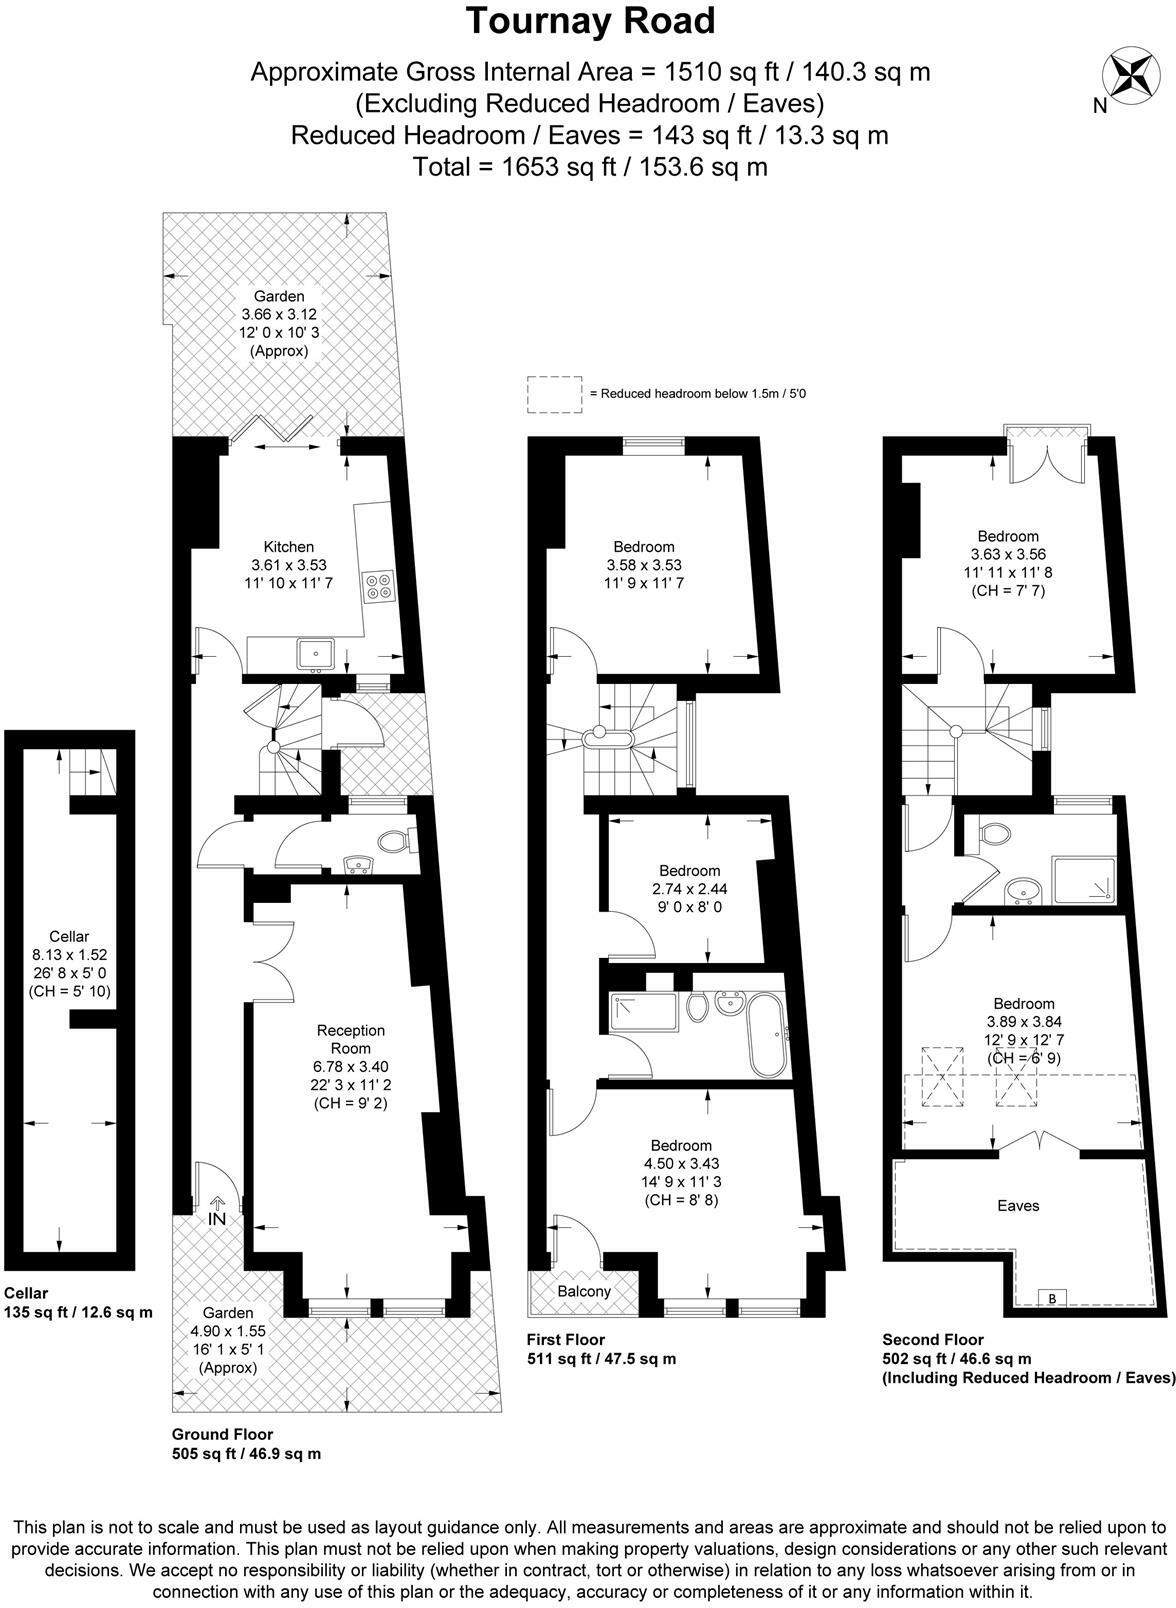 Tournay Road
Approximate Gross Internal Area = 1510 sq ft / 140.3 sq m
(Excluding Reduced Headroom / Eaves)
Reduced Headroom / Eaves = 143 sq ft / 13.3 sq m
Total = 1653 sq ft / 153.6 sq m
N
Garden
3.66 x 3.12
12' 0 x 10' 3
(Approx)
= Reduced headroom below 1.5m / 5'0
Kitchen
3.61 x 3.53
11' 10 x 11' 7
Bedroom
3.58 x 3.53
11' 9 x 11' 7
Bedroom
3.63 x 3.56
11' 11 x 11' 8
(CH = 7' 7)
Cellar
8.13 x 1.52
26' 8 x 5' 0
(CH = 5' 10)
Bedroom
2.74 x 2.44
9' 0 x 8' 0
Reception
Room
6.78 x 3.40
22' 3 x 11' 2
(CH = 9' 2)
Bedroom
3.89 x 3.84
12' 9 x 12' 7
(CH = 6' 9)
Bedroom
4.50 x 3.43
14' 9 x 11' 3
(CH = 8' 8)
IN
Eaves
Balcony
B
Garden
4.90 x 1.55
16' 1 x 5' 1
(Approx)
Cellar
135 sq ft / 12.6 sq m
Ground Floor
505 sq ft / 46.9 sq m
First Floor
511 sq ft / 47.5 sq m
Second Floor
502 sq ft / 46.6 sq m
(Including Reduced Headroom / Eaves)
This plan is not to scale and must be used as layout guidance only. All measurements and areas are approximate and should not be relied upon to
provide accurate information. This plan must not be relied upon when making property valuations, design considerations or any other such relevant
decisions. We accept no responsibility or liability (whether in contract, tort or otherwise) in relation to any loss whatsoever arising from or in
connection with any use of this plan or the adequacy, accuracy or completeness of it or any information within it.